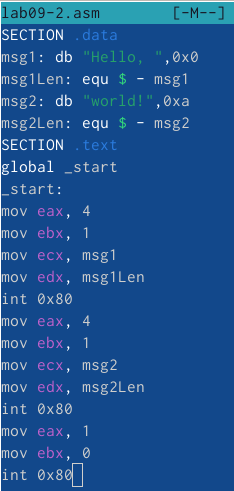 lab09-2.asm [-M--]
SECTION .data
msg1: db "Hello, ",0x0
msg1Len: equ $ - msg1
msg2: db "world!",0xa
msg2Len: equ $ - msg2
SECTION .text
global _start
_start:
mov eax, 4
mov ebx, 1
mov ecx, msg1
mov edx, msg1Len
int 0x80
mov eax, 4
mov ebx, 1
mov ecx, msg2
mov edx, msg2Len
int 0x80
mov eax, 1
mov ebx, 0
int 0x80